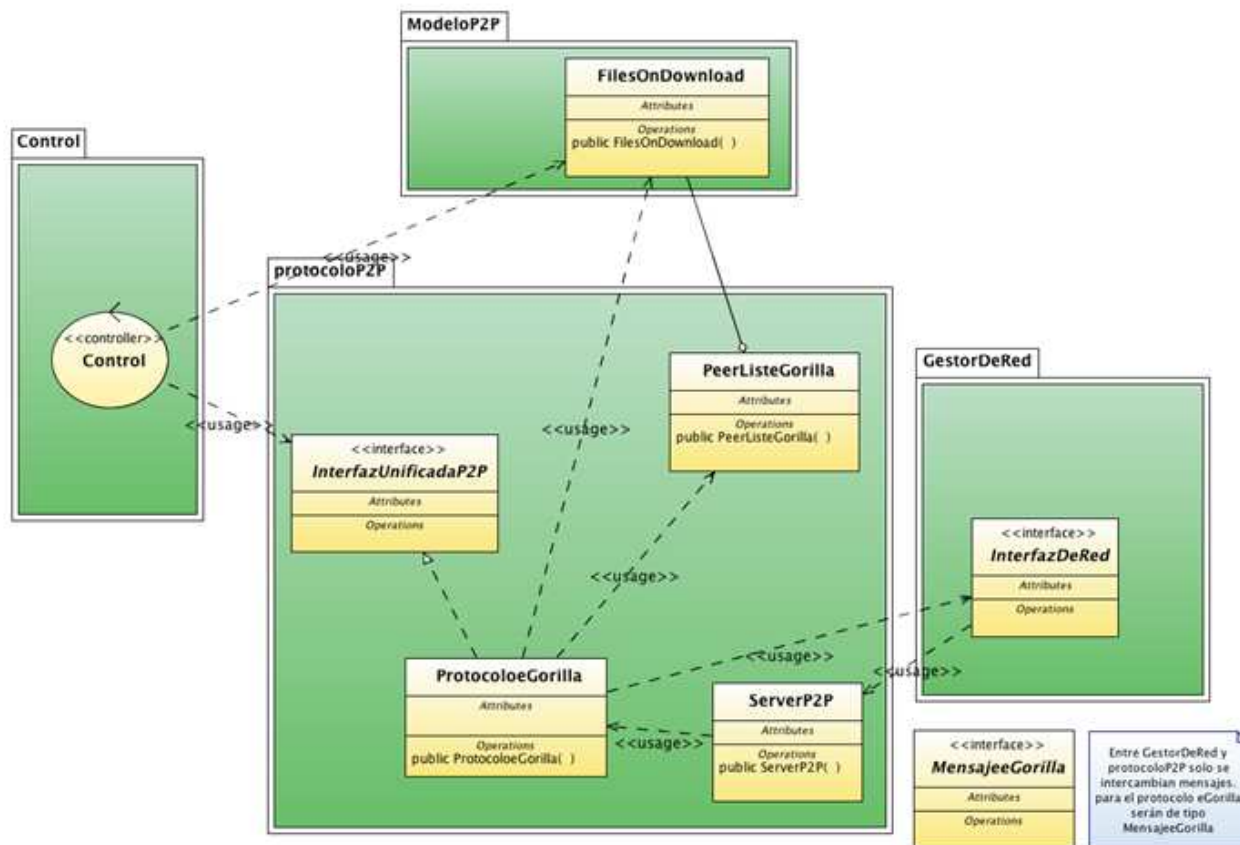 ModeloP2P
FilesOnDownload
Attributes
Operations
public FilesOnDownload( )
Control
<<controller>>
Control
<<usage>>
<<usage>>
protocoloP2P
<<interface>>
InterfazUnificadaP2P
Attributes
Operations
<<usage>>
PeerListeGorilla
Attributes
Operations
public PeerListeGorilla( )
<<usage>>
GestorDeRed
<<interface>>
InterfazDeRed
Attributes
Operations
<<usage>>
<<usage>>
ProtocoloeGorilla
Attributes
Operations
public ProtocoloeGorilla( )
<<usage>>
ServerP2P
Attributes
Operations
public ServerP2P( )
<<interface>>
MensajeeGorilla
Attributes
Operations
Entre GestorDeRed y
protocoloP2P solo se
intercambian mensajes.
para el protocolo eGorilla
serán de tipo
MensajeeGorilla